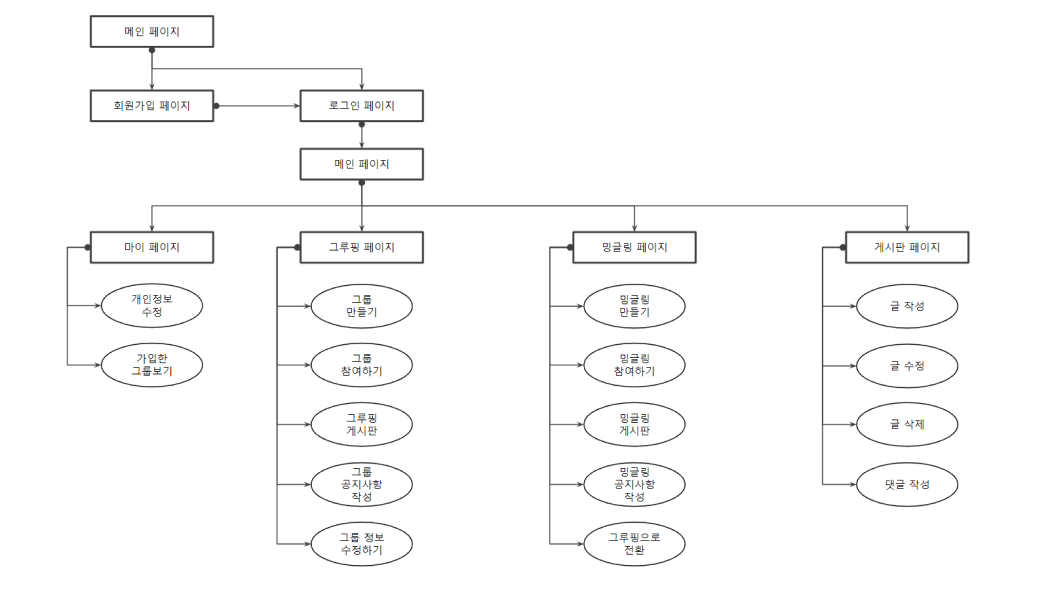 메인 페이지
회원가입 페이지
로그인 페이지
메인 페이지
마이 페이지
그루핑 페이지
밍글링 페이지
게시판 페이지
개인정보
수정
가입한
그룹보기
그룹
만들기
그룹
참여하기
그루핑
게시판
그룹
공지사항
작성
그룹 정보
수정하기
밍글링
만들기
밍글링
참여하기
밍글링
게시판
밍글링
공지사항
작성
그루핑으로
전환
글 작성
글 수정
글 삭제
댓글 작성